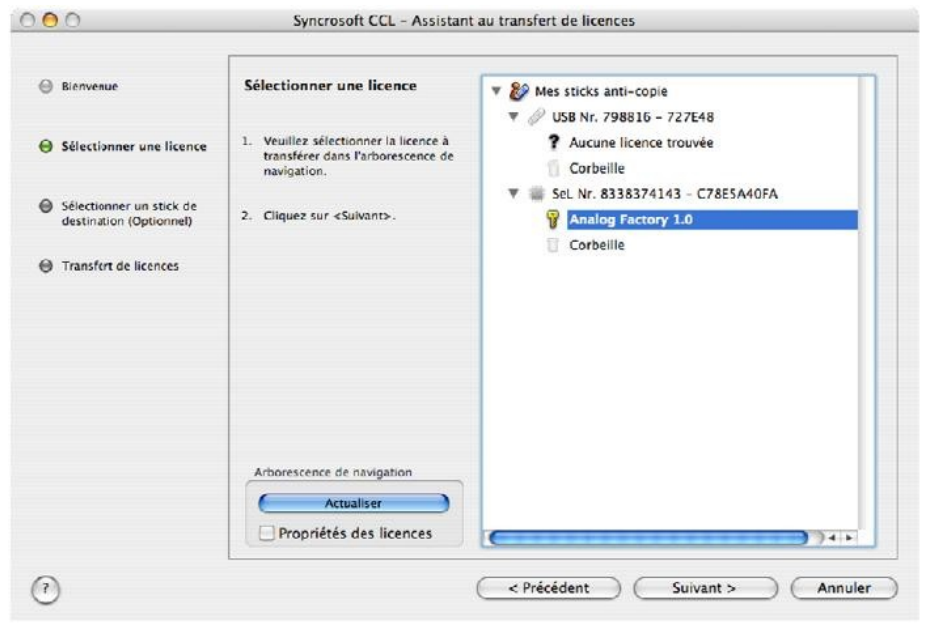 Syncrosoft CCL – Assistant au transfert de licences
Bienvenue
Sélectionner une licence
Sélectionner un stick de
destination (Optionnel)
Transfert de licences
Sélectionner une licence
1. Veuillez sélectionner la licence à
transférer dans l'arborescence de
navigation.
2. Cliquez sur <Suivant>.
Arborescence de navigation
Actualiser
Propriétés des licences
Mes sticks anti-copie
USB Nr. 798816 – 727E48
? Aucune licence trouvée
Corbeille
SeL Nr. 8338374143 – C78E5A40FA
Analog Factory 1.0
Corbeille
?
< Précédent
Suivant >
Annuler